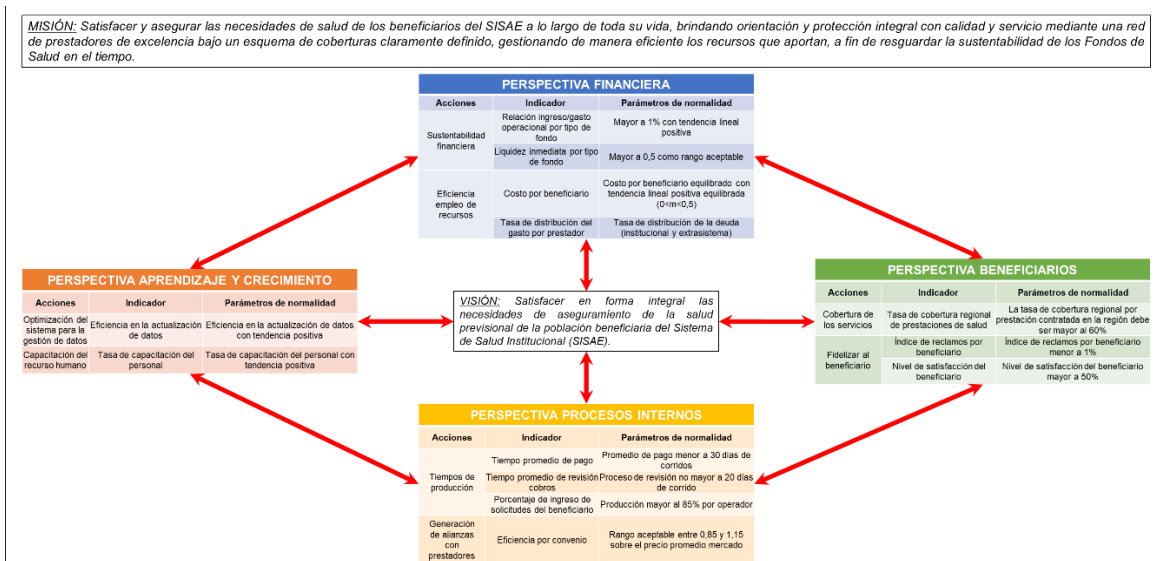 MISIÓN: Satisfacer y asegurar las necesidades de salud de los beneficiarios del SISAE a lo largo de toda su vida, brindando orientación y protección integral con calidad y servicio mediante una red
de prestadores de excelencia bajo un esquema de coberturas claramente definido, gestionando de manera eficiente los recursos que aportan, a fin de resguardar la sustentabilidad de los Fondos de
Salud en el tiempo.
PERSPECTIVA FINANCIERA
Acciones Indicador Parámetros de normalidad
Sustentabilidad
financiera
Relación ingreso/gasto
operacional por tipo de
fondo
Mayor a 1% con tendencia lineal
positiva
Liquidez inmediata por tipo
de fondo
Mayor a 0,5 como rango aceptable
Eficiencia
empleo de
recursos
Costo por beneficiario
Costo por beneficiario equilibrado con
tendencia lineal positiva equilibrada
(0<m<0,5)
Tasa de distribución del
gasto por prestador
Tasa de distribución de la deuda
(institucional y extrasistema)
PERSPECTIVA APRENDIZAJE Y CRECIMIENTO
Acciones Indicador Parámetros de normalidad
Optimización del
sistema para la
gestión de datos
Eficiencia en la actualización
de datos
Eficiencia en la actualización de datos
con tendencia positiva
Capacitación del
recurso humano
Tasa de capacitación del
personal
Tasa de capacitación del personal con
tendencia positiva
VISIÓN: Satisfacer en forma integral las
necesidades de aseguramiento de la salud
previsional de la población beneficiaria del Sistema
de Salud Institucional (SISAE).
PERSPECTIVA BENEFICIARIOS
Acciones Indicador Parámetros de normalidad
Cobertura de
los servicios
Tasa de cobertura regional
de prestaciones de salud
La tasa de cobertura regional por
prestación contratada en la región debe
ser mayor al 60%
Fidelizar al
beneficiario
Índice de reclamos por
beneficiario
Índice de reclamos por beneficiario
menor a 1%
Nivel de satisfacción del
beneficiario
Nivel de satisfacción del beneficiario
mayor a 50%
PERSPECTIVA PROCESOS INTERNOS
Acciones Indicador Parámetros de normalidad
Tiempos de
producción
Tiempo promedio de pago
Promedio de pago menor a 30 días de
corridos
Tiempo promedio de revisión
cobros
Proceso de revisión no mayor a 20 días
de corrido
Porcentaje de ingreso de
solicitudes del beneficiario
Producción mayor al 85% por operador
Generación
de alianzas
con
prestadores
Eficiencia por convenio
Rango aceptable entre 0,85 y 1,15
sobre el precio promedio mercado